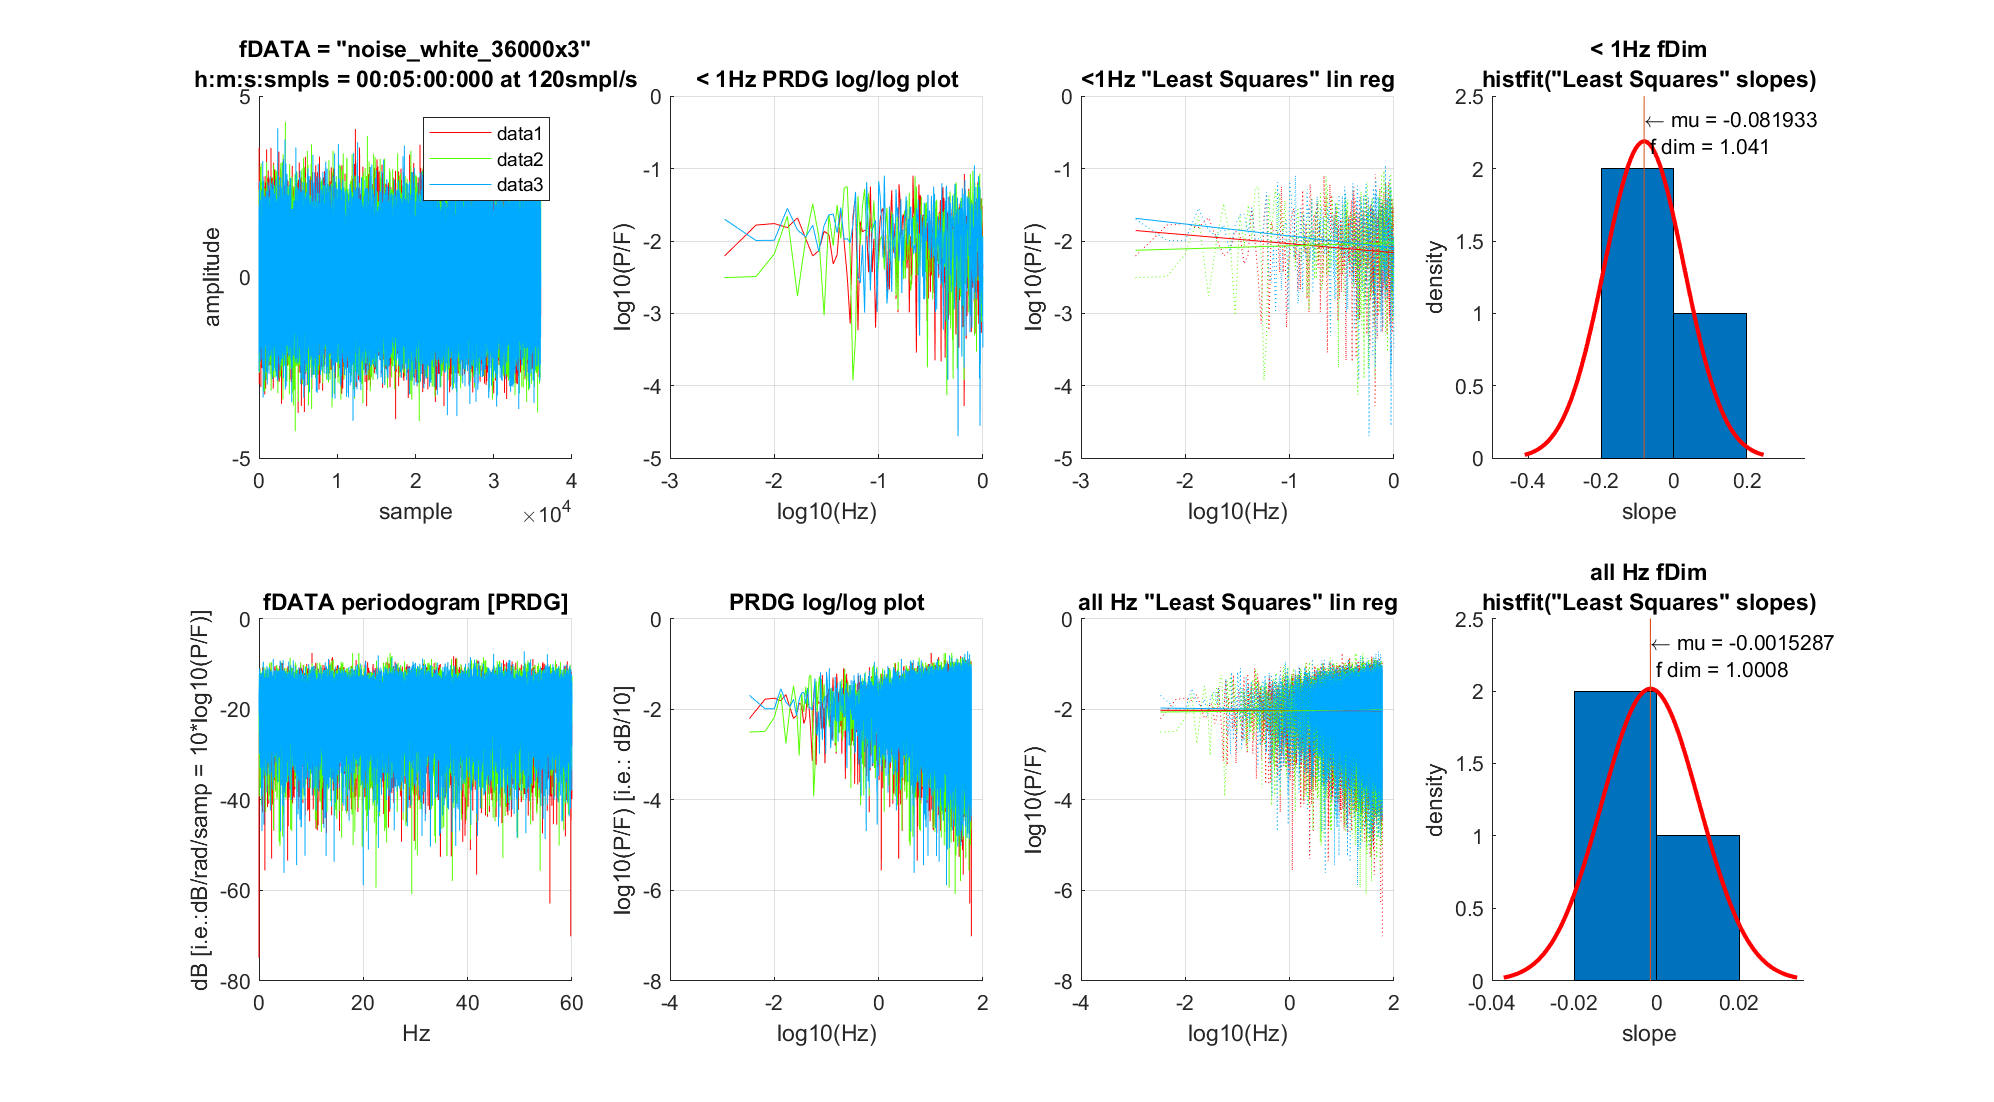 fDATA = "noise_white_36000x3"
h:m:s:smpls = 00:05:00:000 at 120smpl/s
5
0
-5
amplitude
data1
data2
data3
0 1 2 3 4
×10^4
sample
< 1Hz PRDG log/log plot
0
-1
-2
-3
-4
-5
log10(P/F)
-3 -2 -1 0
log10(Hz)
<1Hz "Least Squares" lin reg
0
-1
-2
-3
-4
-5
log10(P/F)
-3 -2 -1 0
log10(Hz)
< 1Hz fDim
histfit("Least Squares" slopes)
2.5
2
1.5
1
0.5
0
density
← mu = -0.081933
f dim = 1.041
-0.4 -0.2 0 0.2
slope
fDATA periodogram [PRDG]
0
-20
-40
-60
-80
dB [i.e.:dB/rad/samp = 10*log10(P/F)]
0 20 40 60
Hz
PRDG log/log plot
0
-2
-4
-6
-8
log10(P/F) [i.e.: dB/10]
-4 -2 0 2
log10(Hz)
all Hz "Least Squares" lin reg
0
-2
-4
-6
-8
log10(P/F)
-4 -2 0 2
log10(Hz)
all Hz fDim
histfit("Least Squares" slopes)
2.5
2
1.5
1
0.5
0
density
← mu = -0.0015287
f dim = 1.0008
-0.04 -0.02 0 0.02
slope